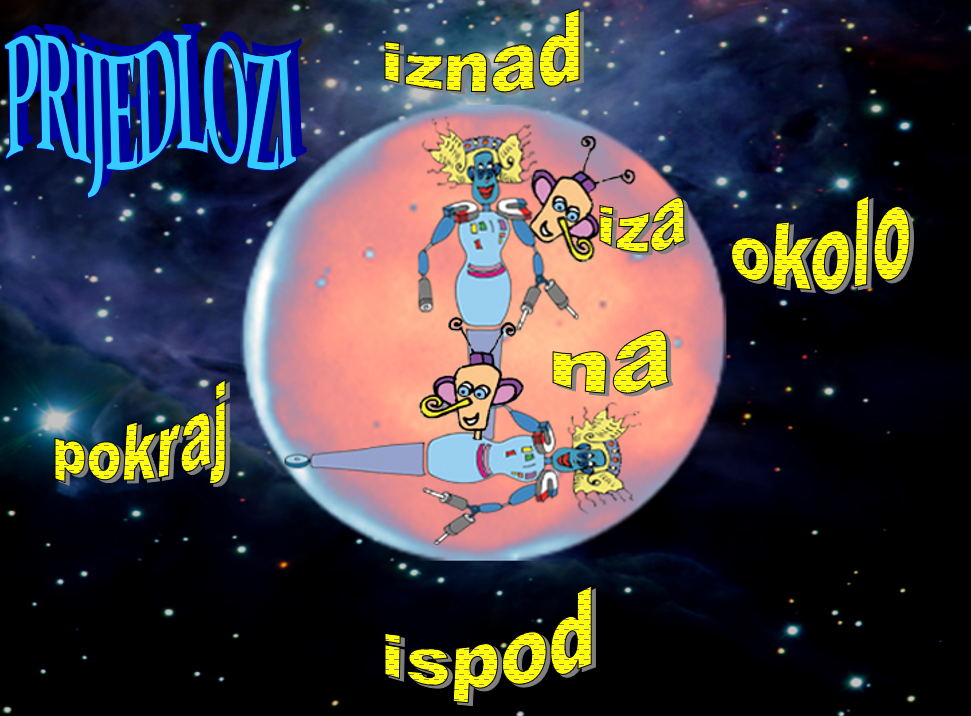 PRIJEDLOZI
iznad
iza
okolo
na
pokraj
ispod